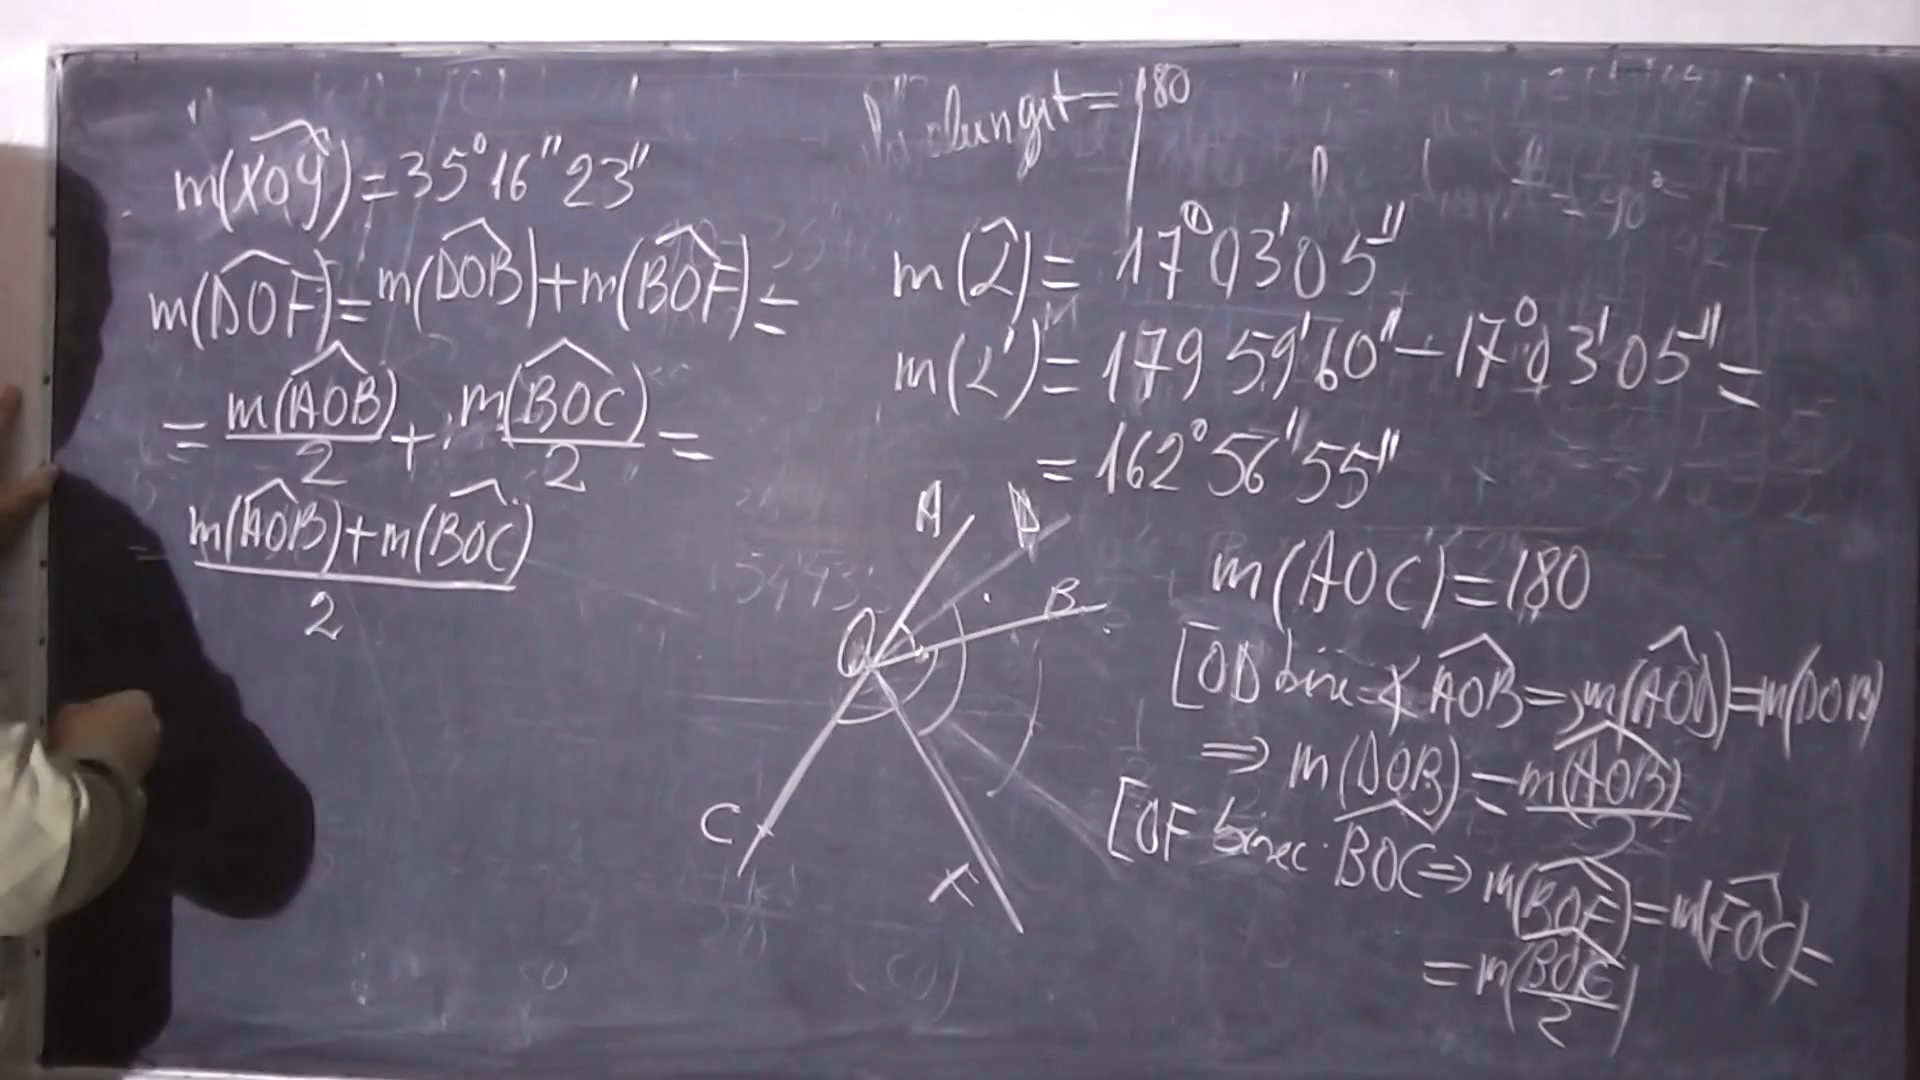 m(XOY) = 35° 16'' 23''
m(DOF) = m(DOB) + m(BOF) =
= m(AOB)/2 + m(BOC)/2 =
m(AOB) + m(BOC)
2
= 180
m(2) = 17° 03' 05''
m(2') = 179 59' 60'' - 17° 03' 05'' =
= 162° 56' 55''
m(AOC) = 180
[OD bisec ∢ AOB ⇒ m(AOD) = m(DOB)
⇒ m(DOB) = m(AOB)/2
[OF bisec BOC ⇒ m(BOF) = m(FOC) =
= m(BOC)/2
A D
B
O
C
F